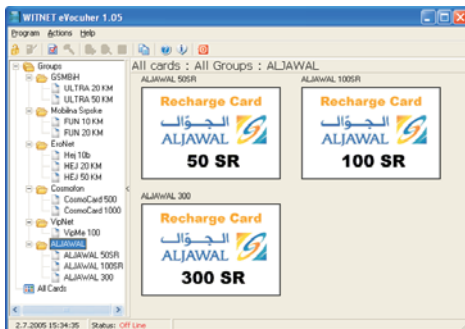 WITNET eVocuher 1.05
Program Actions Help
Groups
GSMBiH
ULTRA 20 KM
ULTRA 50 KM
Mobilna Srpske
FUN 10 KM
FUN 20 KM
EroNet
Hej 10b
HEJ 20 KM
HEJ 50 KM
Cosmofon
CosmoCard 500
CosmoCard 1000
VipNet
VipMe 100
ALJAWAL
ALJAWAL 50SR
ALJAWAL 100SR
ALJAWAL 300
All Cards
All cards : All Groups : ALJAWAL
ALJAWAL 50SR
Recharge Card
الجوال
ALJAWAL
50 SR
ALJAWAL 100SR
Recharge Card
الجوال
ALJAWAL
100 SR
ALJAWAL 300
Recharge Card
الجوال
ALJAWAL
300 SR
2.7.2005 15:34:35 Status: Off Line